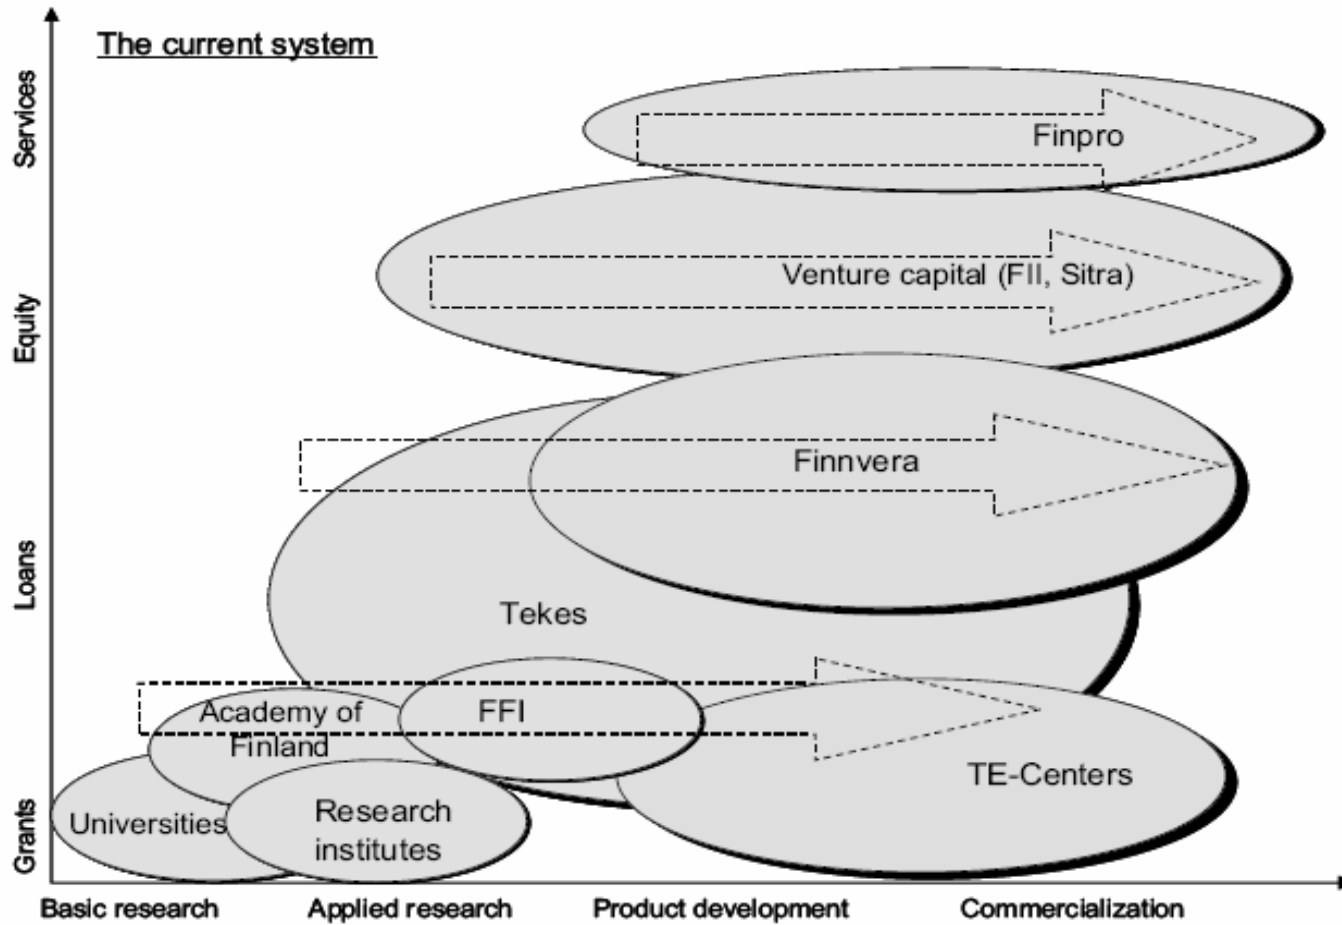 The current system
Services
Finpro
Equity
Venture capital (FII, Sitra)
Finnvera
Loans
Tekes
Academy of
Finland
FFI
TE-Centers
Grants
Universities
Research
institutes
Basic research
Applied research
Product development
Commercialization